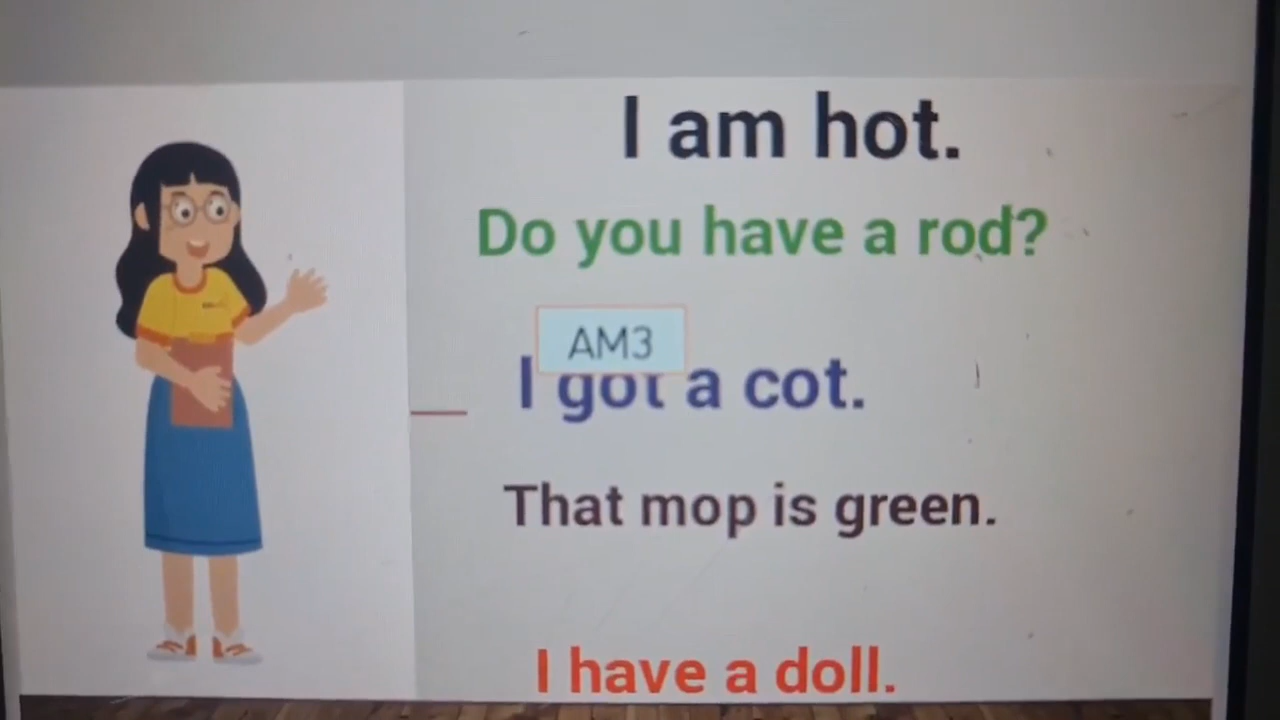 I am hot.
Do you have a rod?
AM3
I got a cot.
That mop is green.
I have a doll.